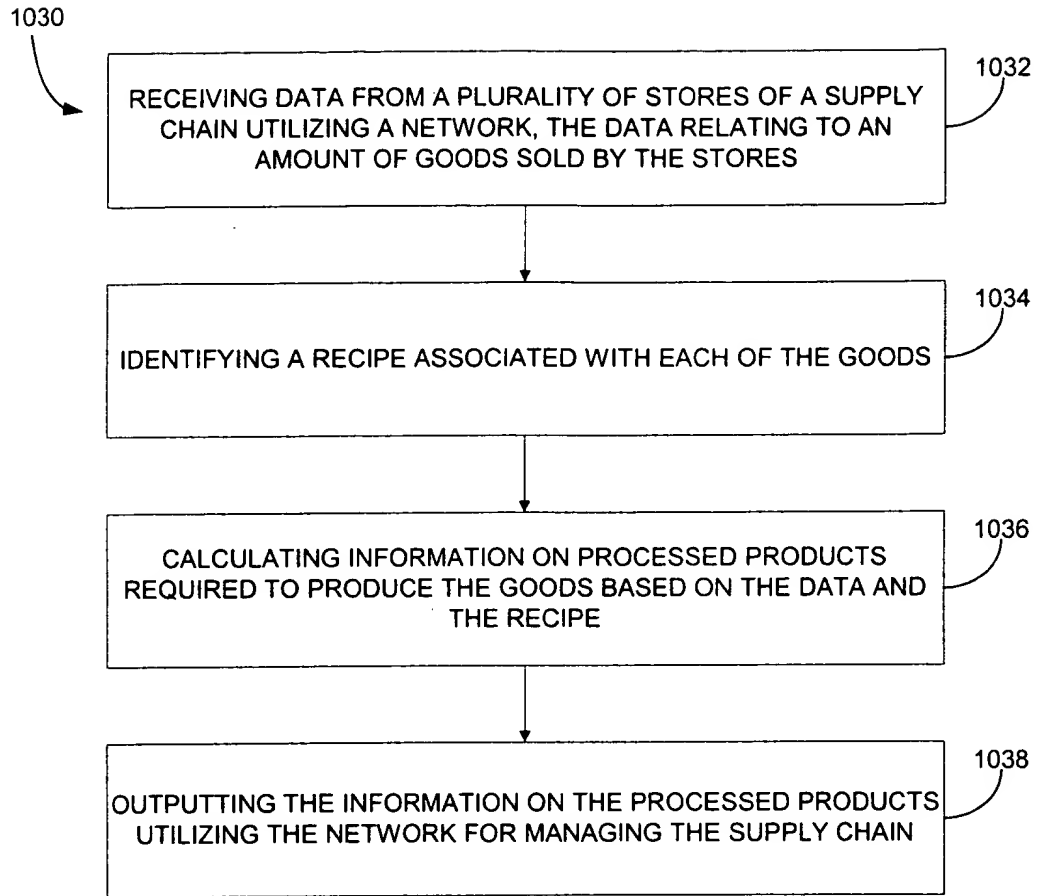 1030
RECEIVING DATA FROM A PLURALITY OF STORES OF A SUPPLY
CHAIN UTILIZING A NETWORK, THE DATA RELATING TO AN
AMOUNT OF GOODS SOLD BY THE STORES
1032
IDENTIFYING A RECIPE ASSOCIATED WITH EACH OF THE GOODS
1034
CALCULATING INFORMATION ON PROCESSED PRODUCTS
REQUIRED TO PRODUCE THE GOODS BASED ON THE DATA AND
THE RECIPE
1036
OUTPUTTING THE INFORMATION ON THE PROCESSED PRODUCTS
UTILIZING THE NETWORK FOR MANAGING THE SUPPLY CHAIN
1038